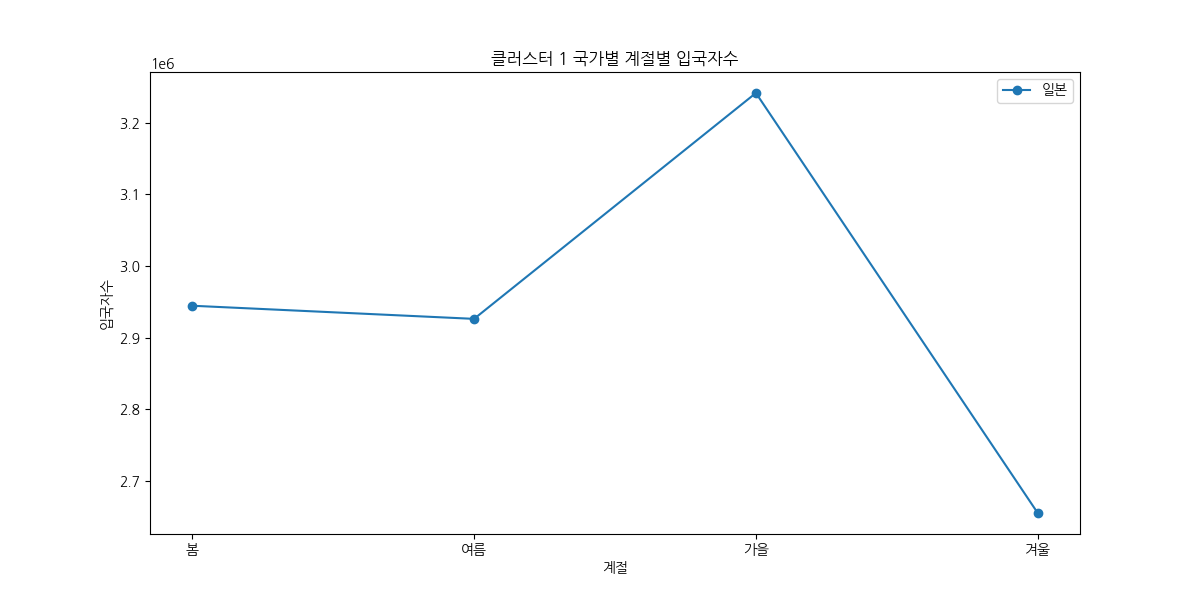 클러스터 1 국가별 계절별 입국자수
1e6
일본
3.2
3.1
3.0
2.9
2.8
2.7
입국자수
봄 여름 가을 겨울
계절